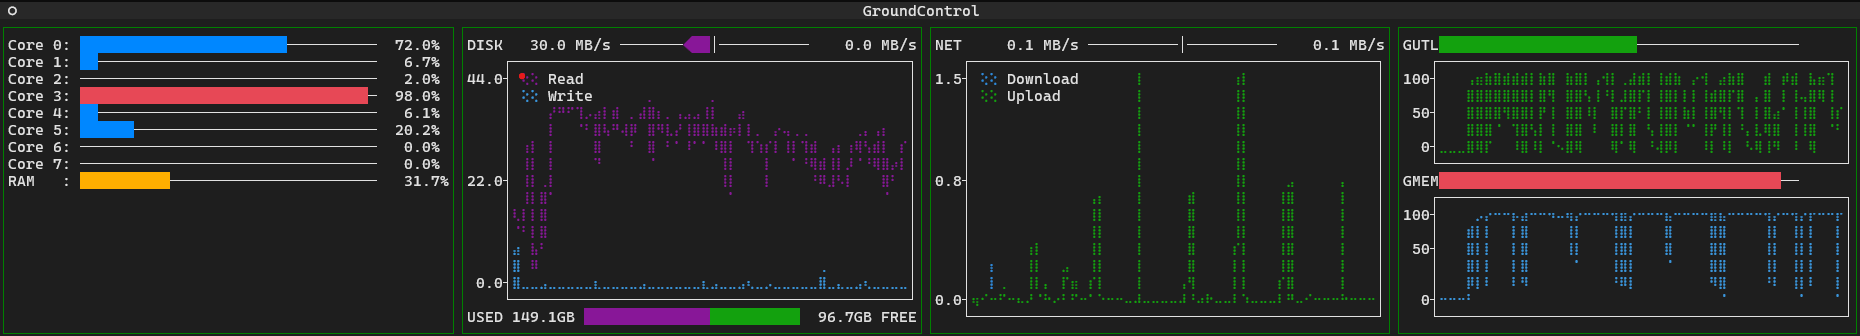 GroundControl
Core 0: 72.0%
Core 1: 6.7%
Core 2: 2.0%
Core 3: 98.0%
Core 4: 6.1%
Core 5: 20.2%
Core 6: 0.0%
Core 7: 0.0%
RAM : 31.7%
DISK 30.0 MB/s 0.0 MB/s
44.0
Read
Write
22.0
0.0
USED 149.1GB 96.7GB FREE
NET 0.1 MB/s 0.1 MB/s
1.5
Download
Upload
0.8
0.0
GUTL
100
50
0
GMEM
100
50
0